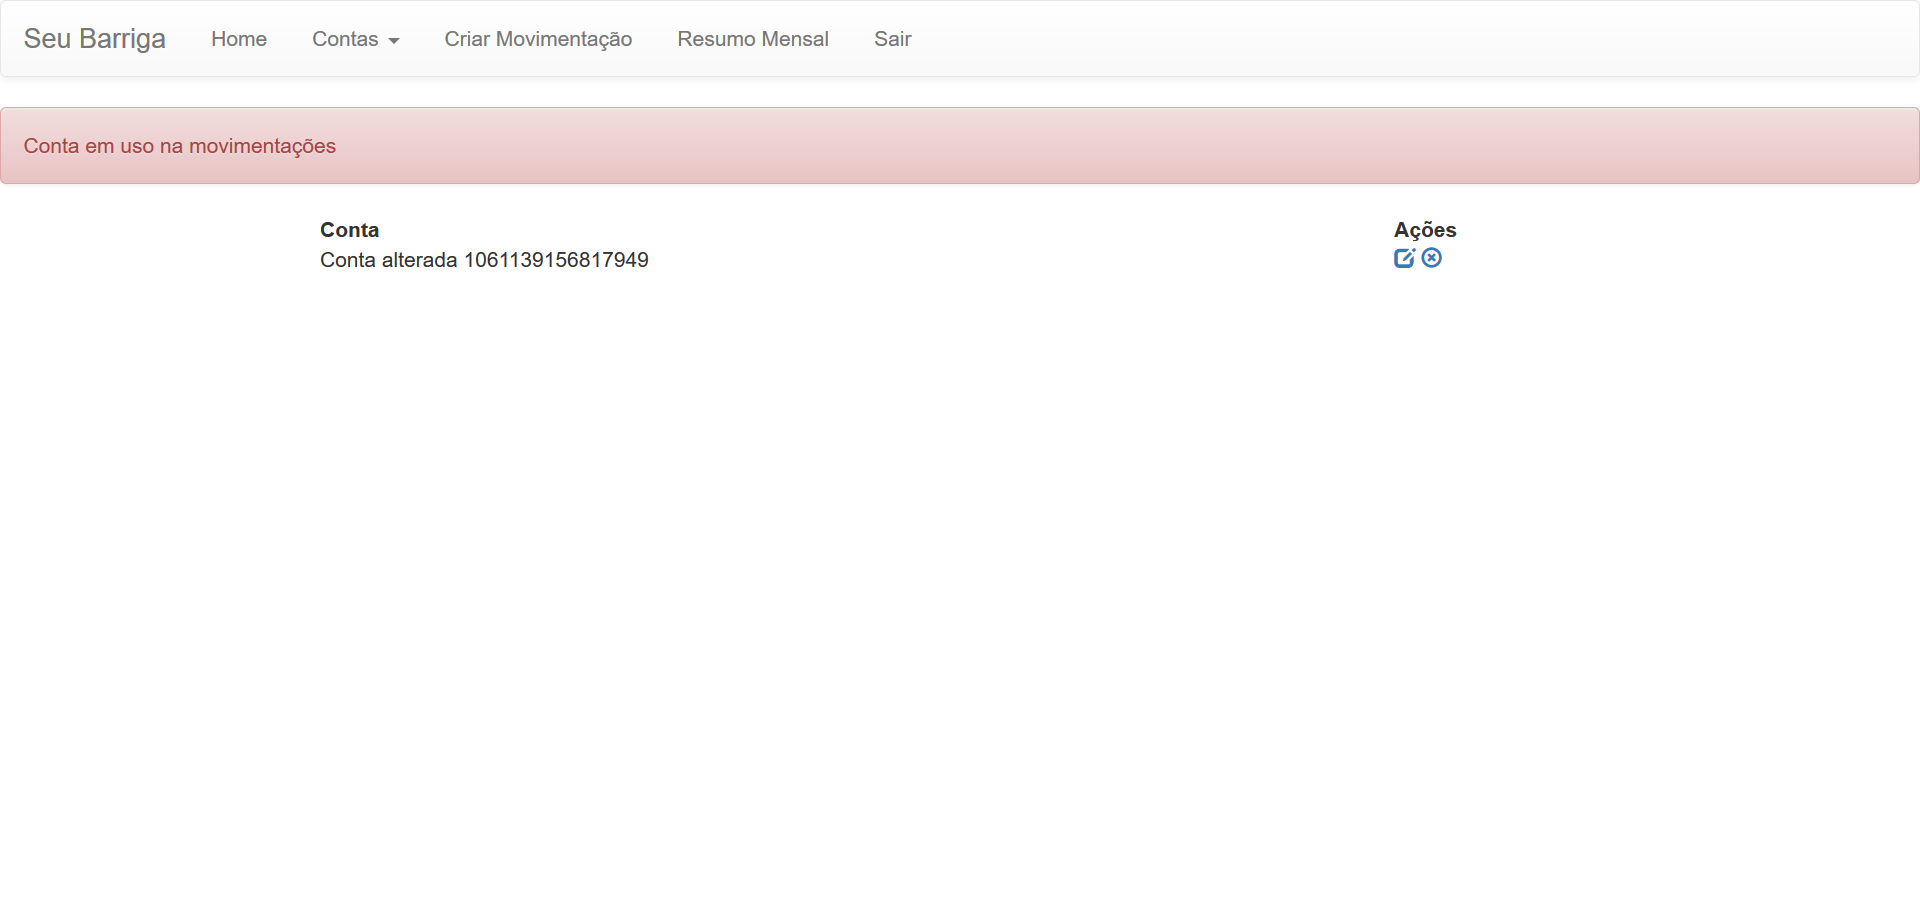 Seu Barriga Home Contas Criar Movimentação Resumo Mensal Sair
Conta em uso na movimentações
Conta Ações
Conta alterada 1061139156817949